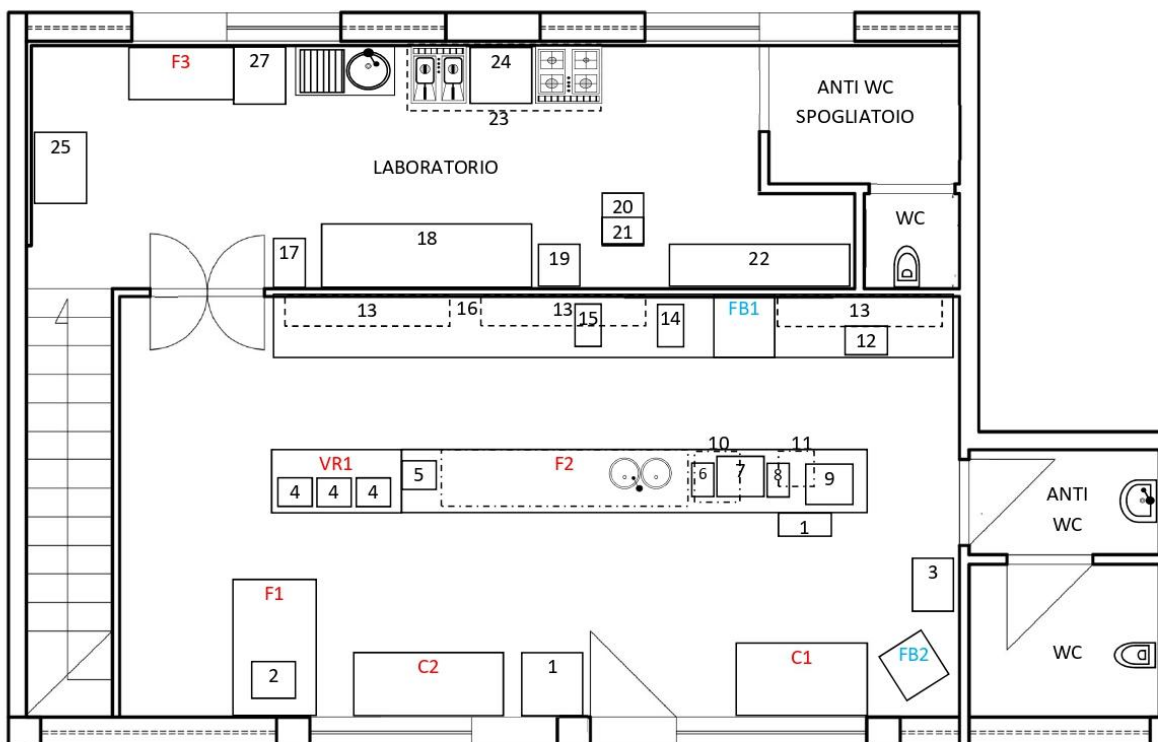 F3
27
24
23
ANTI WC
SPOGLIATOIO
25
LABORATORIO
20
21
WC
17
18
19
22
13
16
13
15
14
FB1
13
12
VR1
4
4
4
5
F2
10
6
7
8
11
9
1
ANTI
WC
3
F1
2
C2
1
C1
FB2
WC